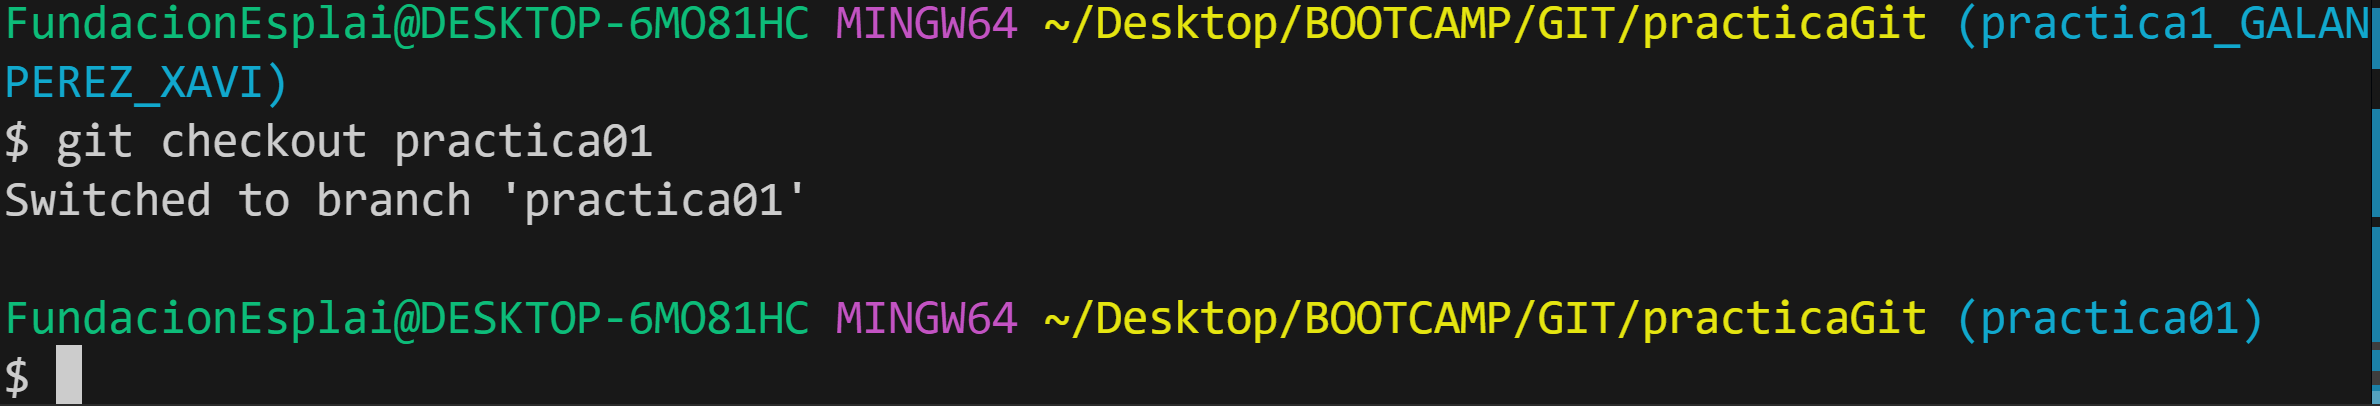 FundacionEsplai@DESKTOP-6MO81HC MINGW64 ~/Desktop/BOOTCAMP/GIT/practicaGit (practica1_GALAN
PEREZ_XAVI)
$ git checkout practica01
Switched to branch 'practica01'
FundacionEsplai@DESKTOP-6MO81HC MINGW64 ~/Desktop/BOOTCAMP/GIT/practicaGit (practica01)
$